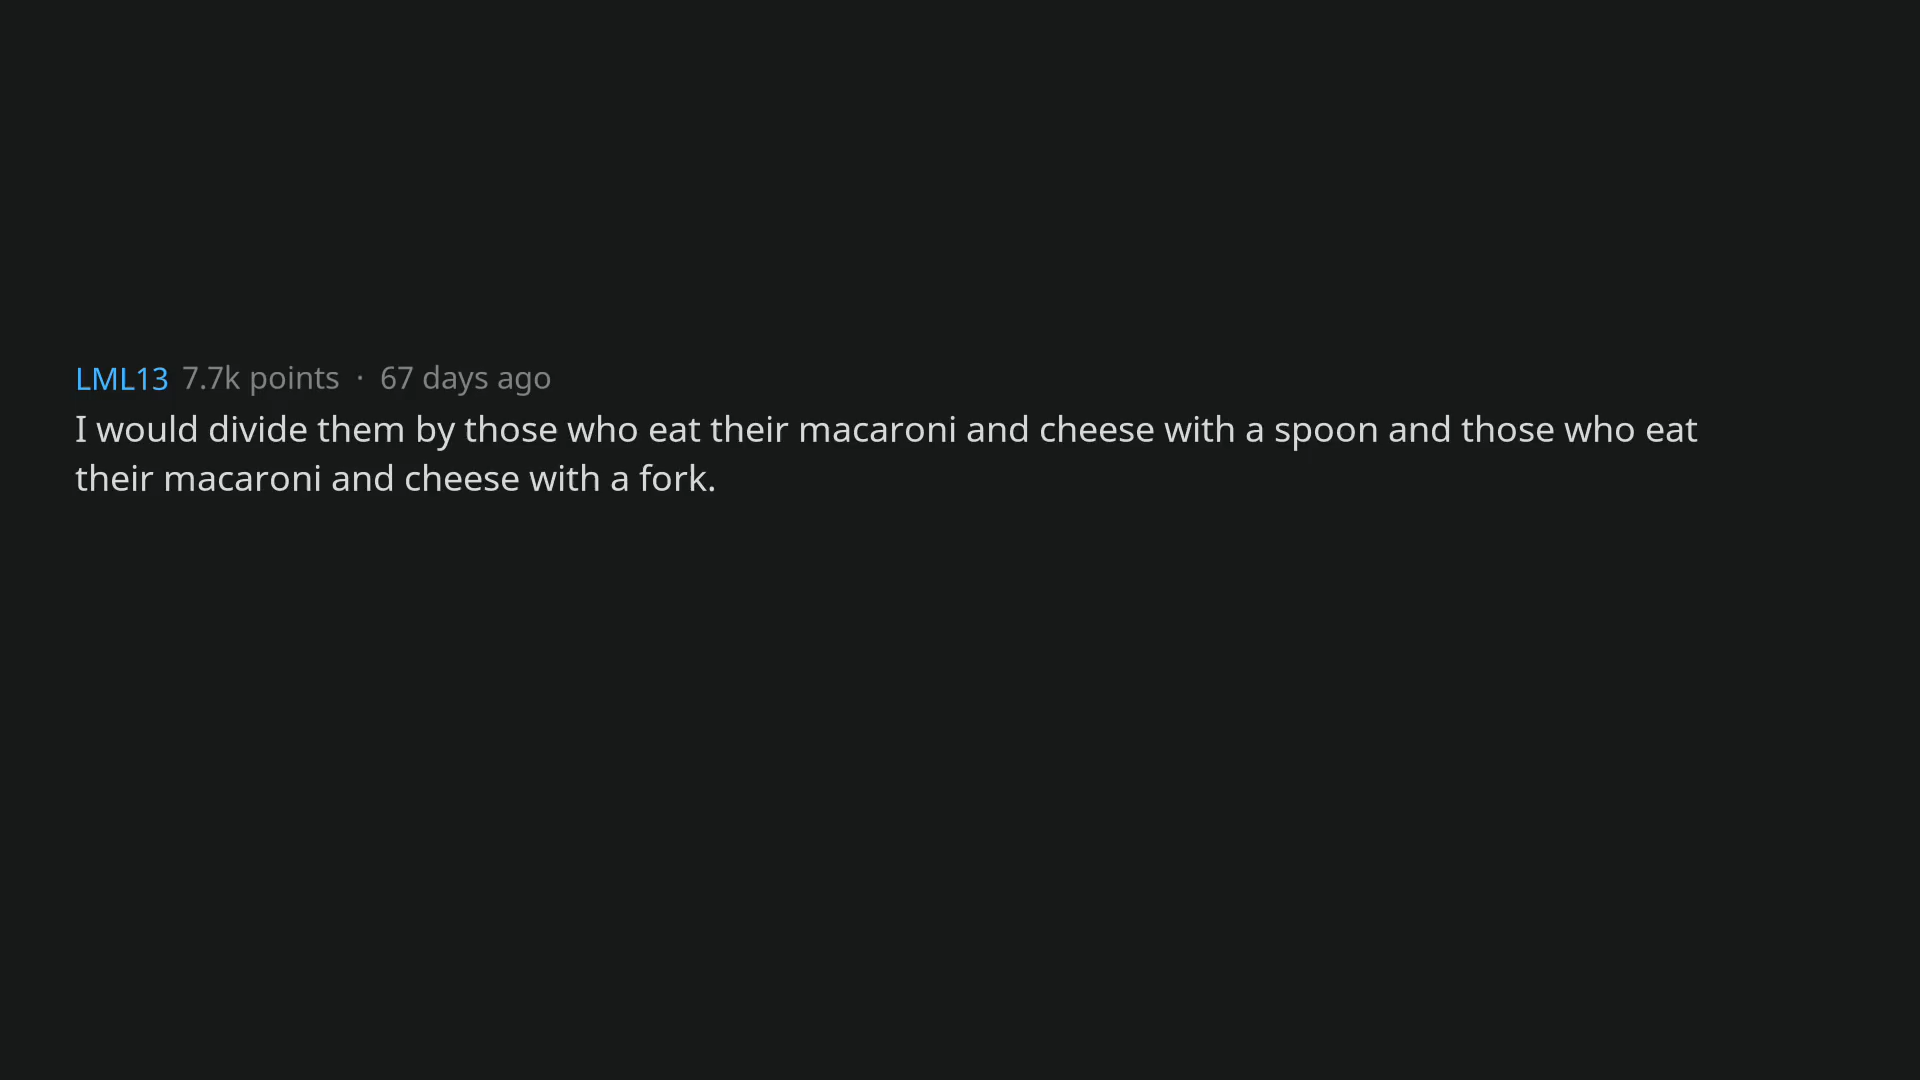 LML13 7.7k points · 67 days ago
I would divide them by those who eat their macaroni and cheese with a spoon and those who eat
their macaroni and cheese with a fork.